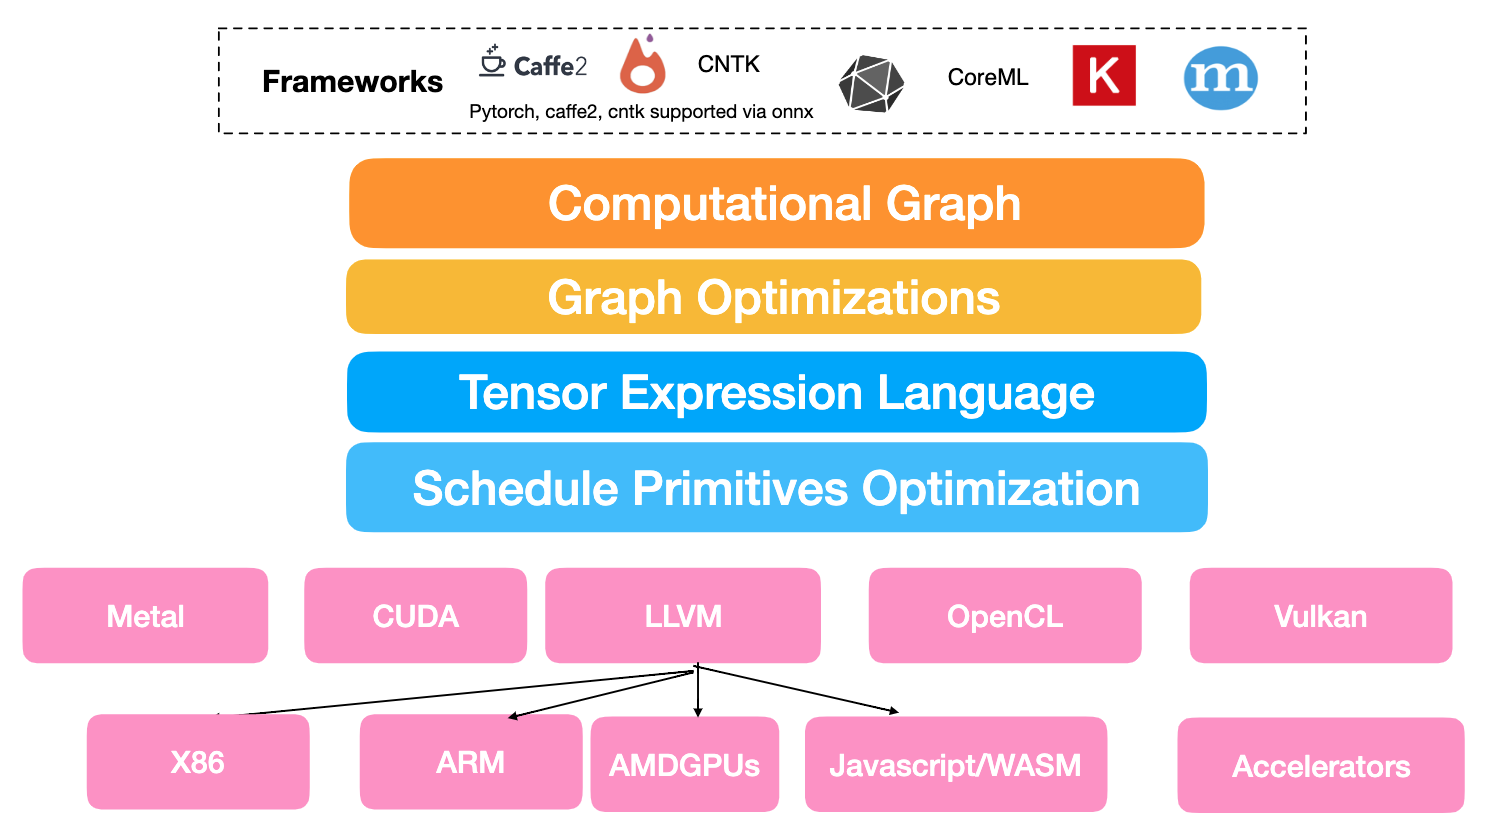 Frameworks
Caffe2
CNTK
CoreML
K
m
Pytorch, caffe2, cntk supported via onnx
Computational Graph
Graph Optimizations
Tensor Expression Language
Schedule Primitives Optimization
Metal
CUDA
LLVM
OpenCL
Vulkan
X86
ARM
AMDGPUs
Javascript/WASM
Accelerators